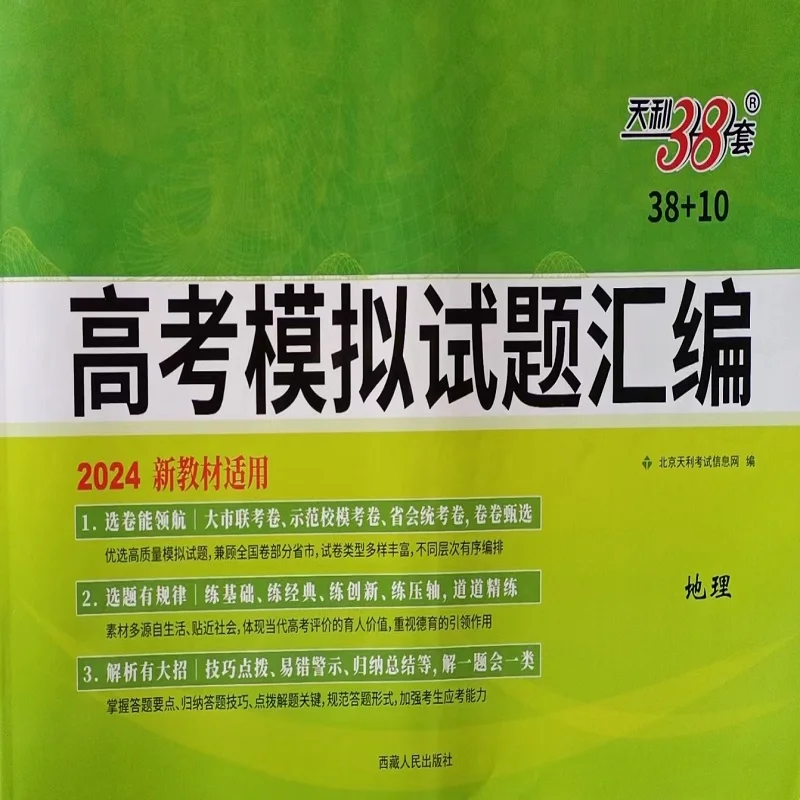 天利38套®
38+10
高考模拟试题汇编
2024 新教材适用
北京天利考试信息网 编
1. 选卷能领航 | 大市联考卷、示范校模考卷、省会统考卷,卷卷甄选
优选高质量模拟试题,兼顾全国卷部分省市,试卷类型多样丰富,不同层次有序编排
2. 选题有规律 | 练基础、练经典、练创新、练压轴,道道精练
地理
素材多源自生活、贴近社会,体现当代高考评价的育人价值,重视德育的引领作用
3. 解析有大招 | 技巧点拨、易错警示、归纳总结等,解一题会一类
掌握答题要点、归纳答题技巧、点拨解题关键,规范答题形式,加强考生应考能力
西藏人民出版社